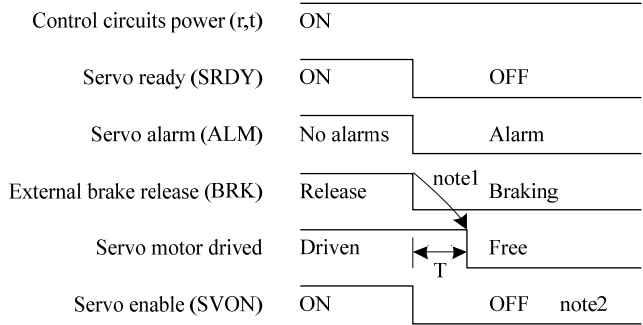 Control circuits power (r,t) ON
Servo ready (SRDY) ON OFF
Servo alarm (ALM) No alarms Alarm
External brake release (BRK) Release note1 Braking
Servo motor drived Driven T Free
Servo enable (SVON) ON OFF note2